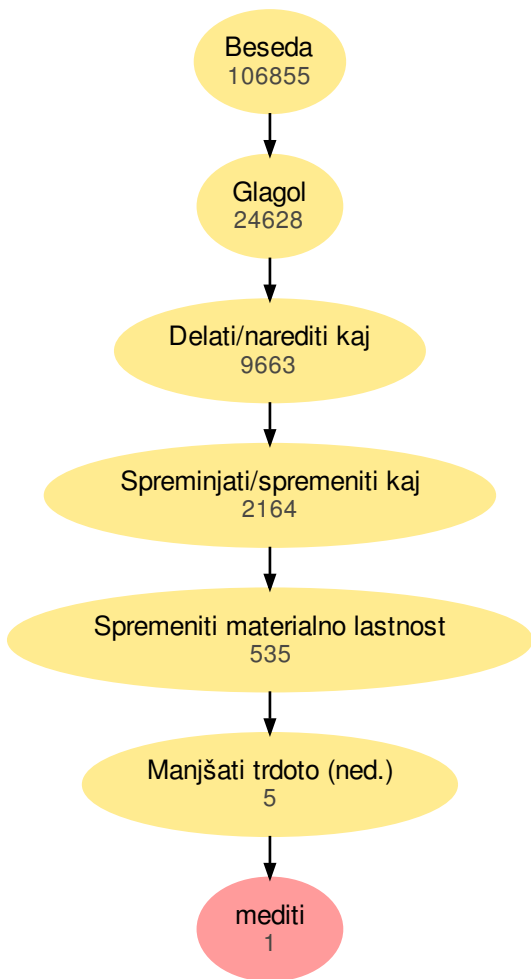 Beseda
106855
Glagol
24628
Delati/narediti kaj
9663
Spreminjati/spremeniti kaj
2164
Spremeniti materialno lastnost
535
Manjšati trdoto (ned.)
5
mediti
1